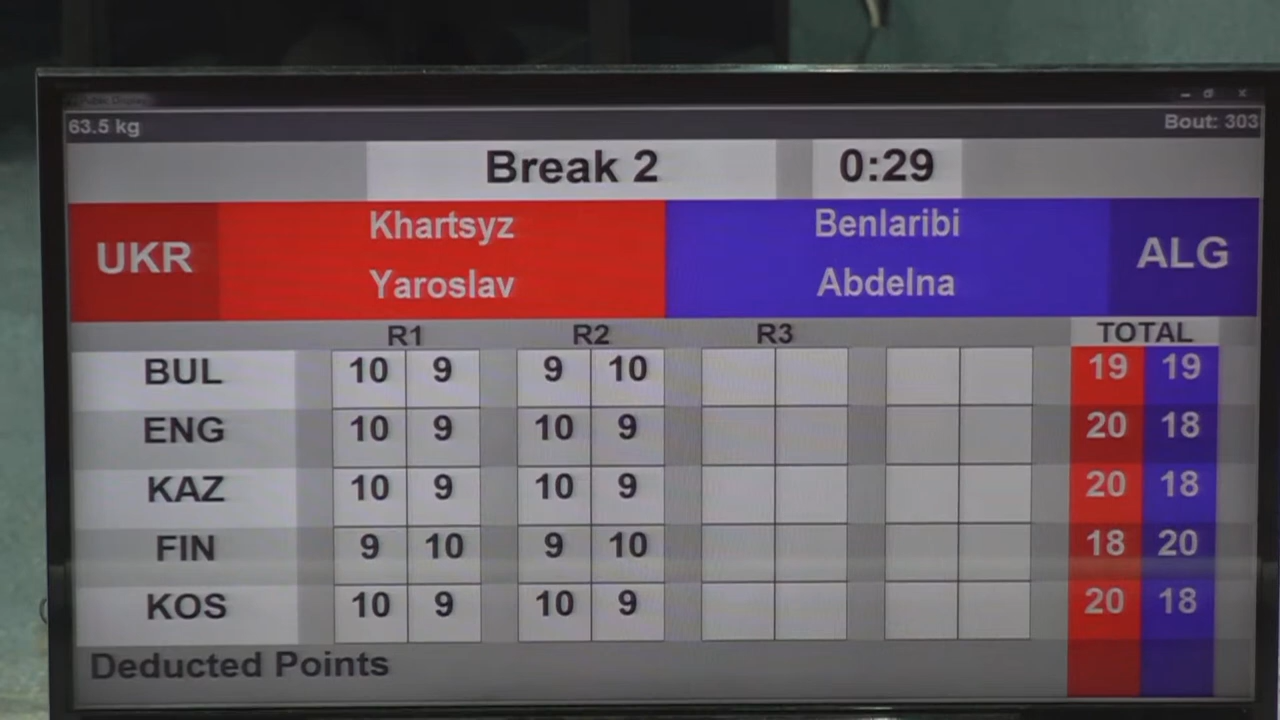 63.5 kg Bout: 303
Break 2 0:29
UKR Khartsyz Yaroslav Benlaribi Abdelna ALG
R1 R2 R3 TOTAL
BUL 10 9 9 10 19 19
ENG 10 9 10 9 20 18
KAZ 10 9 10 9 20 18
FIN 9 10 9 10 18 20
KOS 10 9 10 9 20 18
Deducted Points